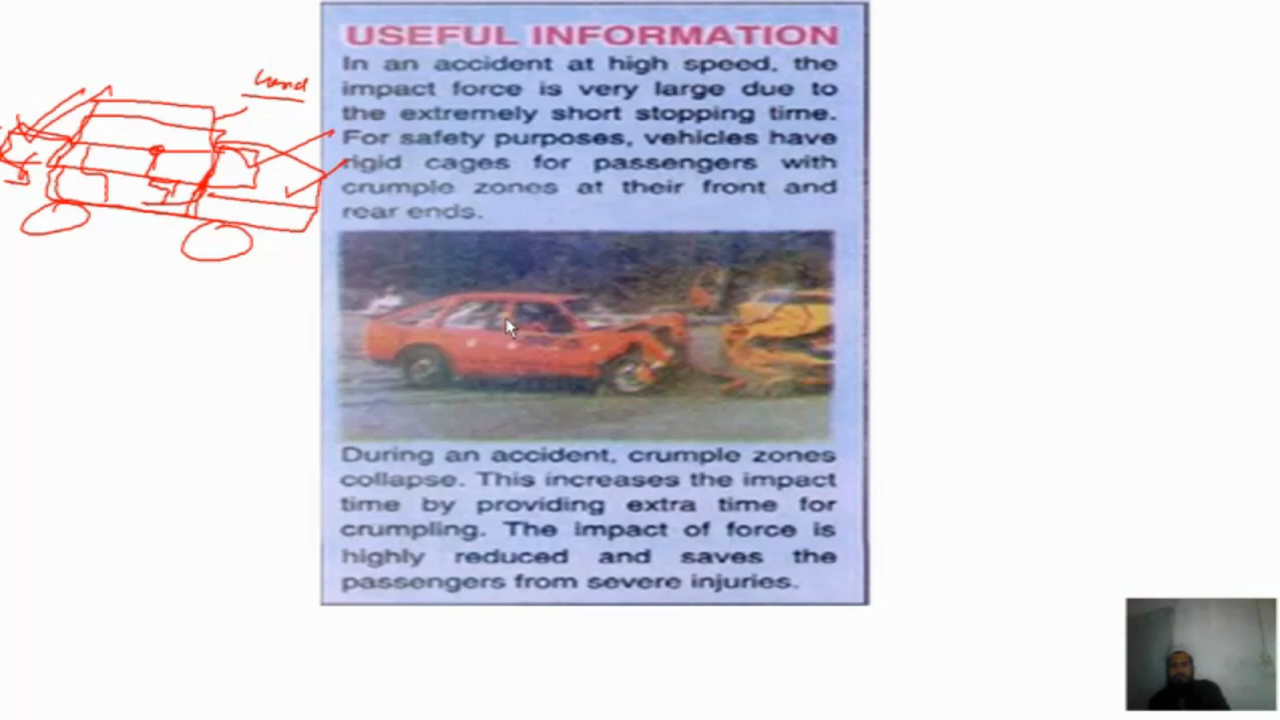 USEFUL INFORMATION
In an accident at high speed, the
impact force is very large due to
the extremely short stopping time.
For safety purposes, vehicles have
rigid cages for passengers with
crumple zones at their front and
rear ends.
During an accident, crumple zones
collapse. This increases the impact
time by providing extra time for
crumpling. The impact of force is
highly reduced and saves the
passengers from severe injuries.